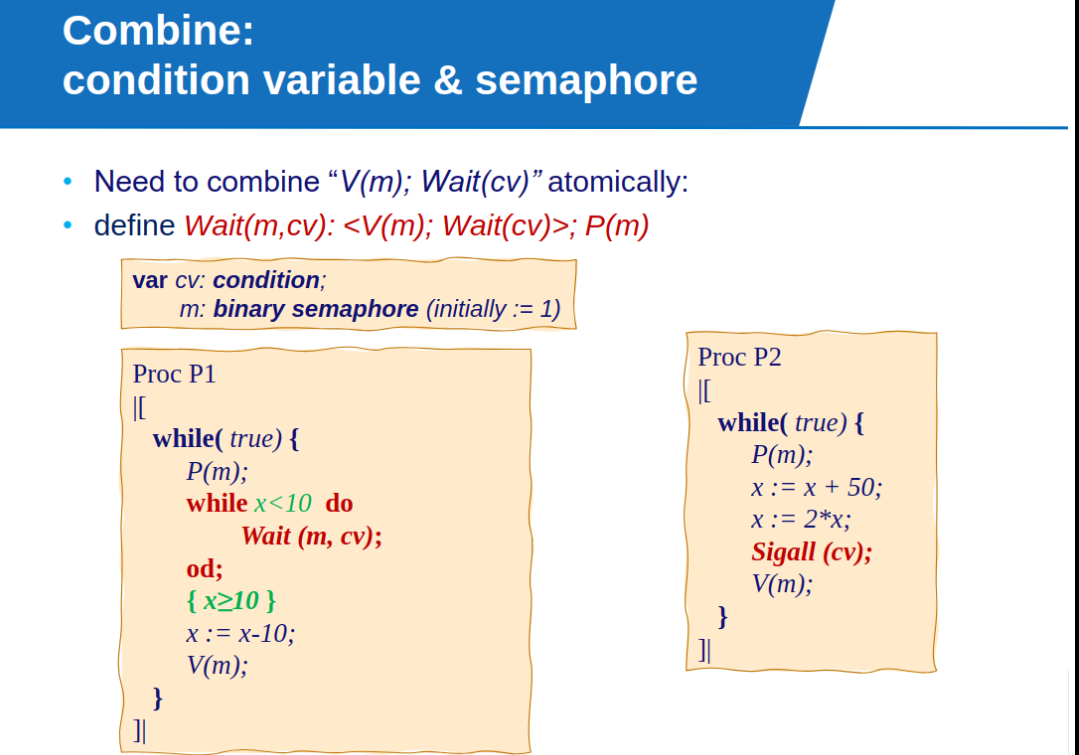 Combine:
condition variable & semaphore
• Need to combine “V(m); Wait(cv)” atomically:
• define Wait(m,cv): <V(m); Wait(cv)>; P(m)
var cv: condition;
m: binary semaphore (initially := 1)
Proc P1
|[
while( true) {
P(m);
while x<10 do
Wait (m, cv);
od;
{ x≥10 }
x := x-10;
V(m);
}
]|
Proc P2
|[
while( true) {
P(m);
x := x + 50;
x := 2*x;
Sigall (cv);
V(m);
}
]|